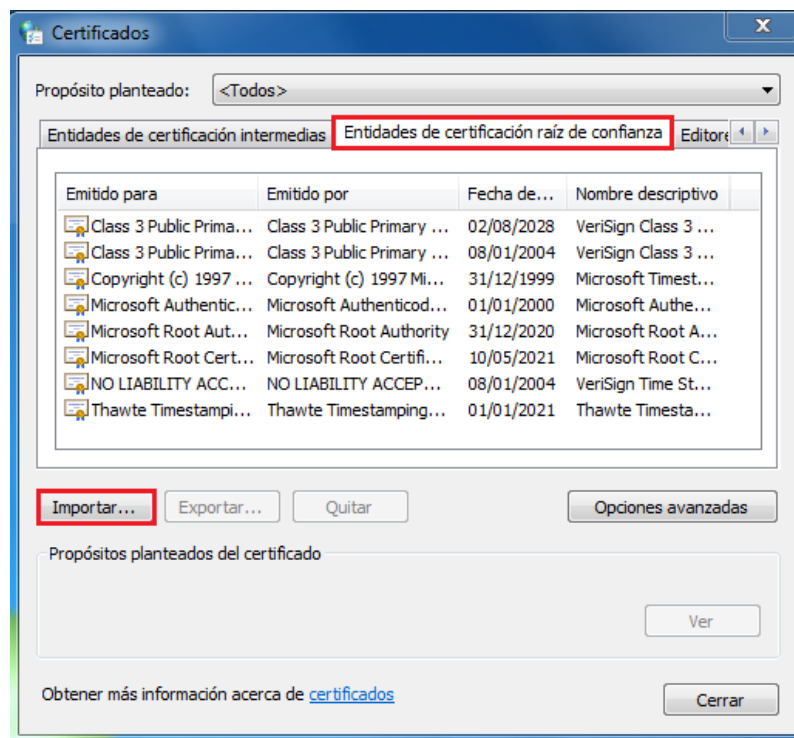 Certificados
Propósito planteado: <Todos>
Entidades de certificación intermedias Entidades de certificación raíz de confianza Editore
Emitido para Emitido por Fecha de... Nombre descriptivo
Class 3 Public Prima... Class 3 Public Primary ... 02/08/2028 VeriSign Class 3 ...
Class 3 Public Prima... Class 3 Public Primary ... 08/01/2004 VeriSign Class 3 ...
Copyright (c) 1997 ... Copyright (c) 1997 Mi... 31/12/1999 Microsoft Timest...
Microsoft Authentic... Microsoft Authenticod... 01/01/2000 Microsoft Authe...
Microsoft Root Aut... Microsoft Root Authority 31/12/2020 Microsoft Root A...
Microsoft Root Cert... Microsoft Root Certifi... 10/05/2021 Microsoft Root C...
NO LIABILITY ACC... NO LIABILITY ACCEP... 08/01/2004 VeriSign Time St...
Thawte Timestampi... Thawte Timestamping... 01/01/2021 Thawte Timesta...
Importar... Exportar... Quitar Opciones avanzadas
Propósitos planteados del certificado
Ver
Obtener más información acerca de certificados
Cerrar